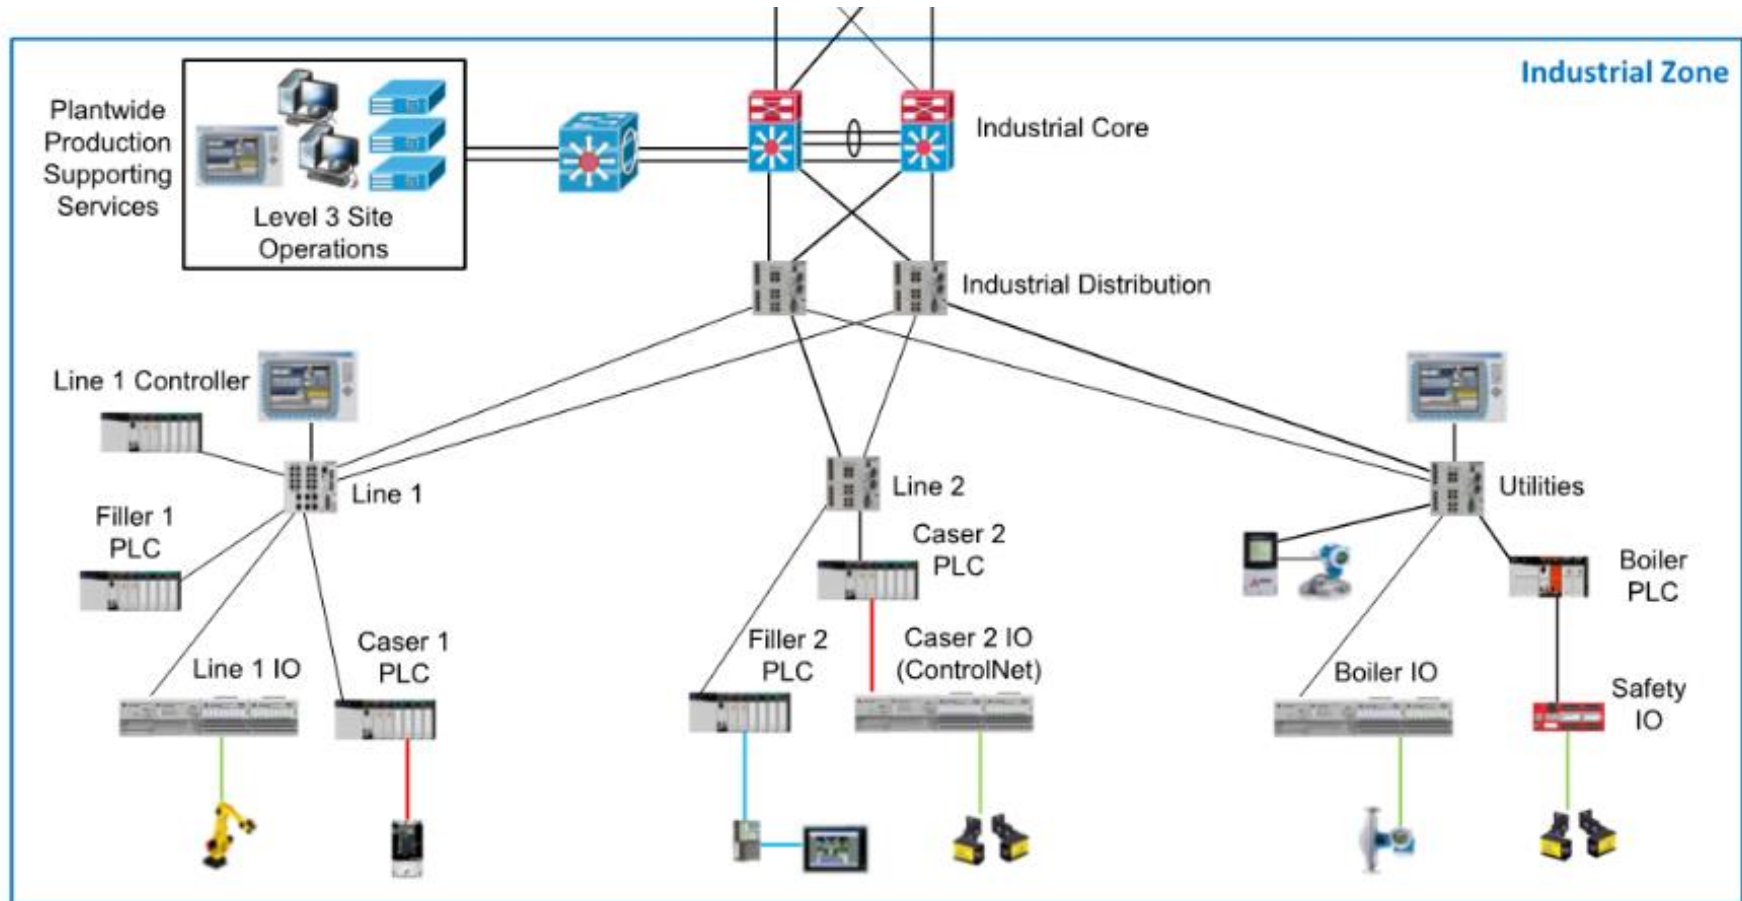 Industrial Zone
Plantwide
Production
Supporting
Services
Level 3 Site
Operations
Industrial Core
Industrial Distribution
Line 1 Controller
Line 1
Filler 1
PLC
Line 1 IO
Caser 1
PLC
Line 2
Caser 2
PLC
Filler 2
PLC
Caser 2 IO
(ControlNet)
Utilities
Boiler
PLC
Boiler IO
Safety
IO